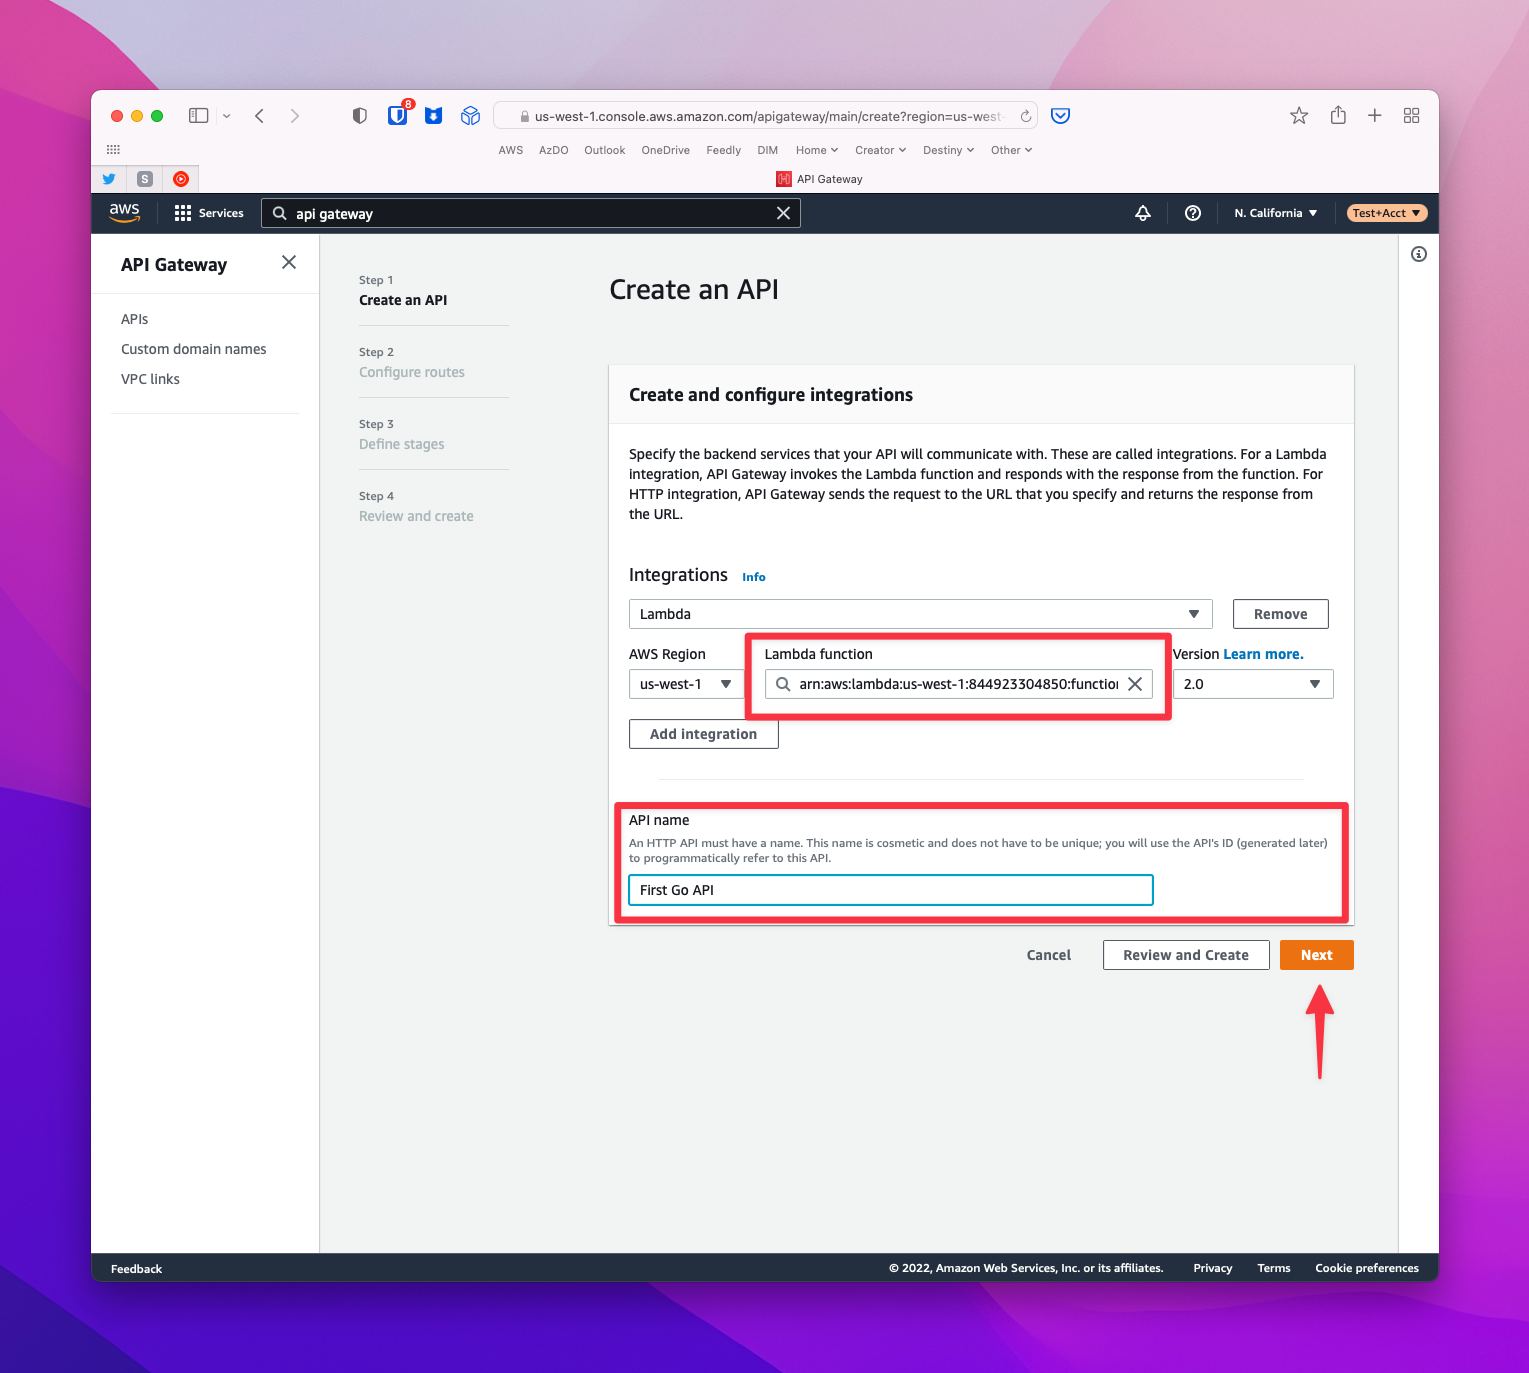 8
us-west-1.console.aws.amazon.com/apigateway/main/create?region=us-west-
AWS AzDO Outlook OneDrive Feedly DIM Home Creator Destiny Other
S
API Gateway
aws Services api gateway N. California Test+Acct
API Gateway
APIs
Custom domain names
VPC links
Step 1
Create an API
Step 2
Configure routes
Step 3
Define stages
Step 4
Review and create
Create an API
Create and configure integrations
Specify the backend services that your API will communicate with. These are called integrations. For a Lambda
integration, API Gateway invokes the Lambda function and responds with the response from the function. For
HTTP integration, API Gateway sends the request to the URL that you specify and returns the response from
the URL.
Integrations Info
Lambda Remove
AWS Region Lambda function Version Learn more.
us-west-1 arn:aws:lambda:us-west-1:844923304850:function 2.0
Add integration
API name
An HTTP API must have a name. This name is cosmetic and does not have to be unique; you will use the API's ID (generated later)
to programmatically refer to this API.
First Go API
Cancel Review and Create Next
Feedback © 2022, Amazon Web Services, Inc. or its affiliates. Privacy Terms Cookie preferences